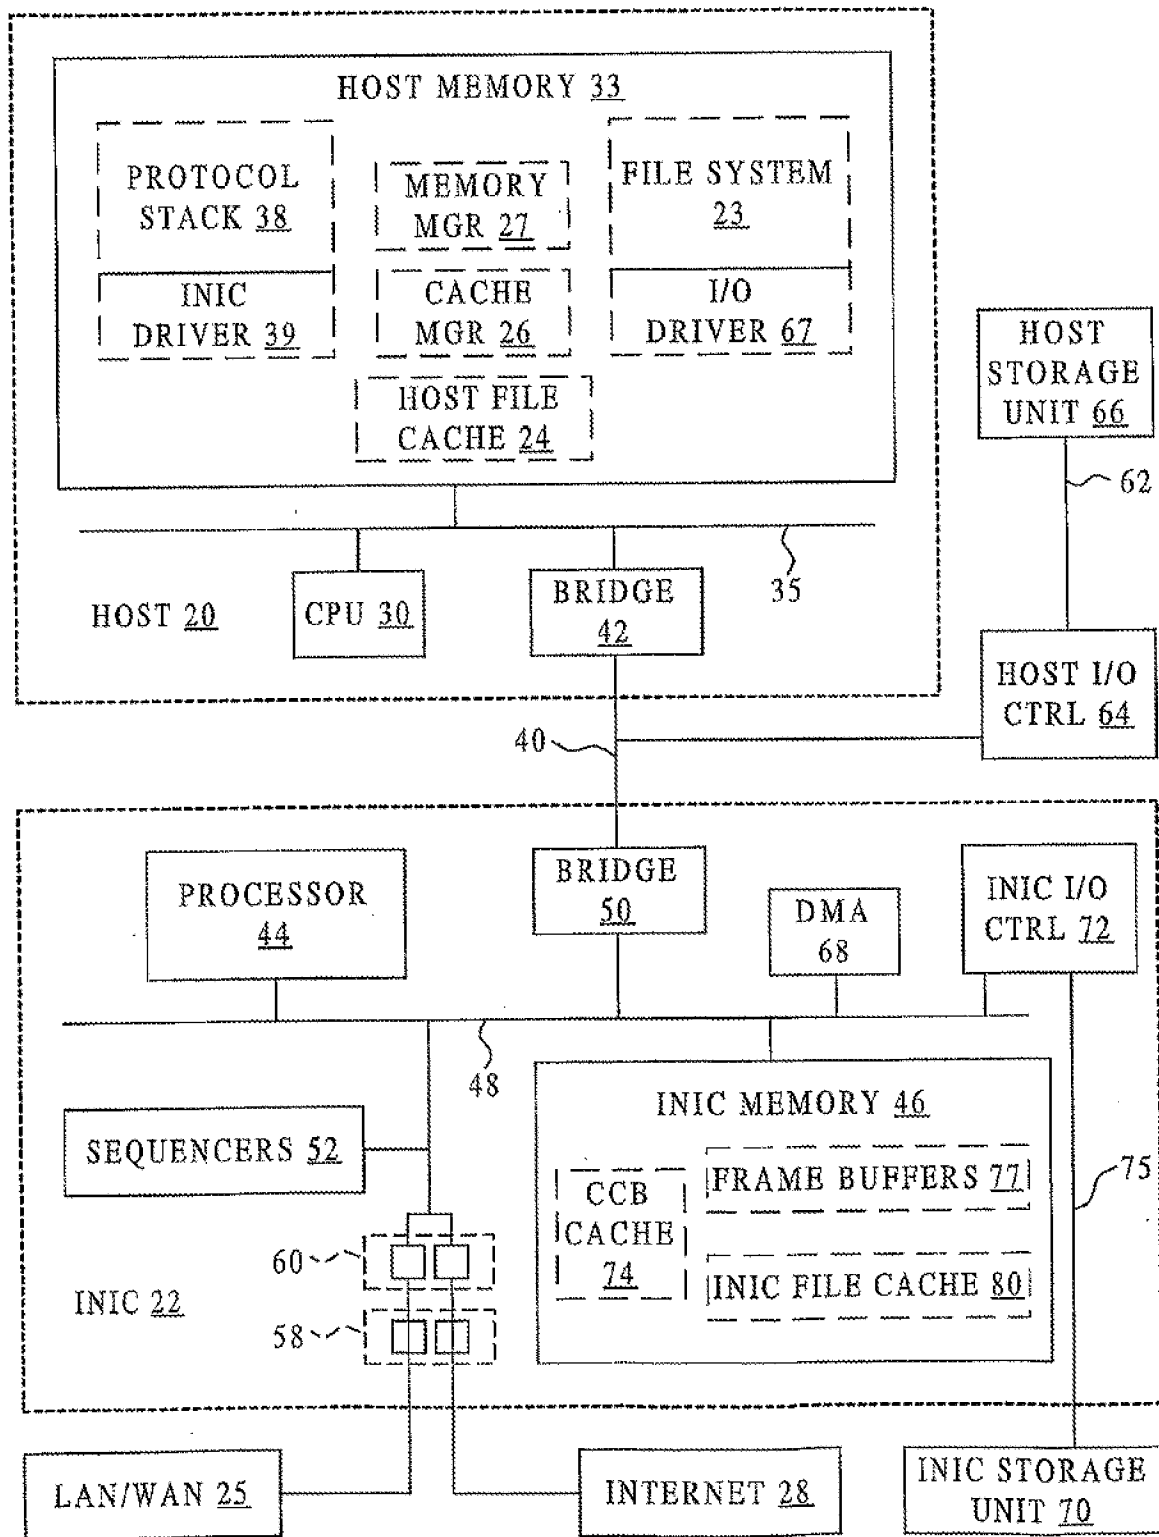 HOST MEMORY 33
PROTOCOL
STACK 38
INIC
DRIVER 39
MEMORY
MGR 27
CACHE
MGR 26
HOST FILE
CACHE 24
FILE SYSTEM
23
I/O
DRIVER 67
HOST
STORAGE
UNIT 66
62
35
HOST 20
CPU 30
BRIDGE
42
HOST I/O
CTRL 64
40
PROCESSOR
44
BRIDGE
50
DMA
68
INIC I/O
CTRL 72
48
SEQUENCERS 52
INIC MEMORY 46
CCB
CACHE
74
FRAME BUFFERS 77
INIC FILE CACHE 80
75
60
INIC 22
58
LAN/WAN 25
INTERNET 28
INIC STORAGE
UNIT 70